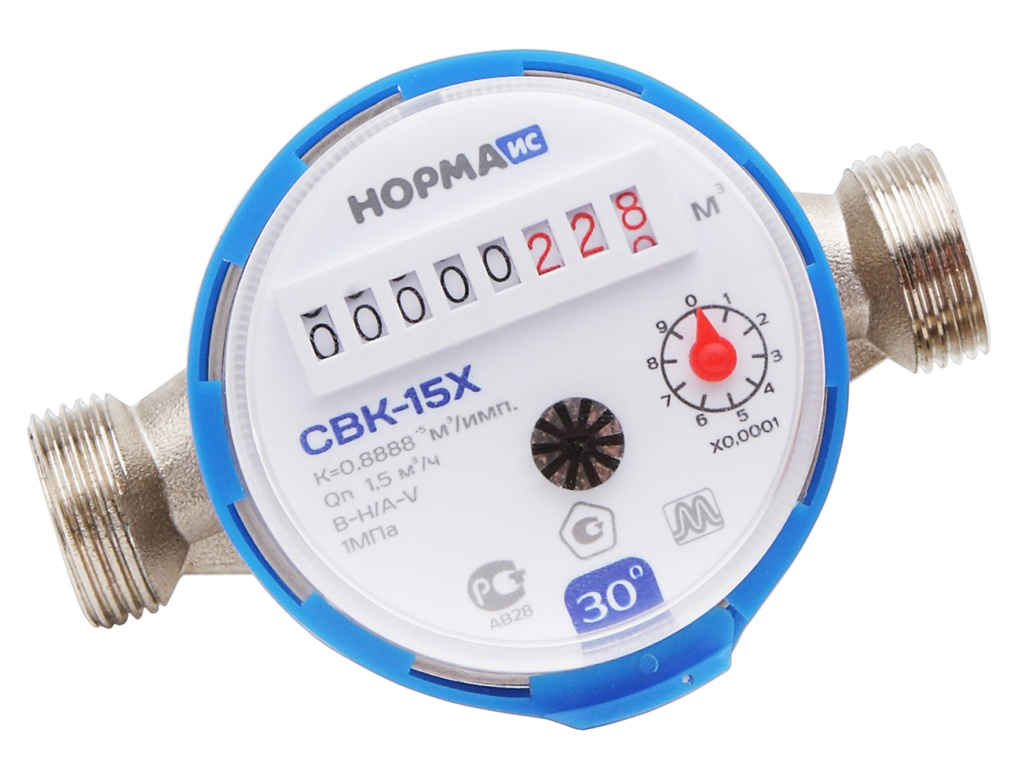 НОРМА ИС
00000228 м³
СВК-15Х
К=0,8888⁻⁵ м³/имп.
Qn 1,5 м³/ч
В-Н/А-V
1МПа
0
1
2
3
4
5
6
7
8
9
X0,0001
РСТ
АВ28
30°